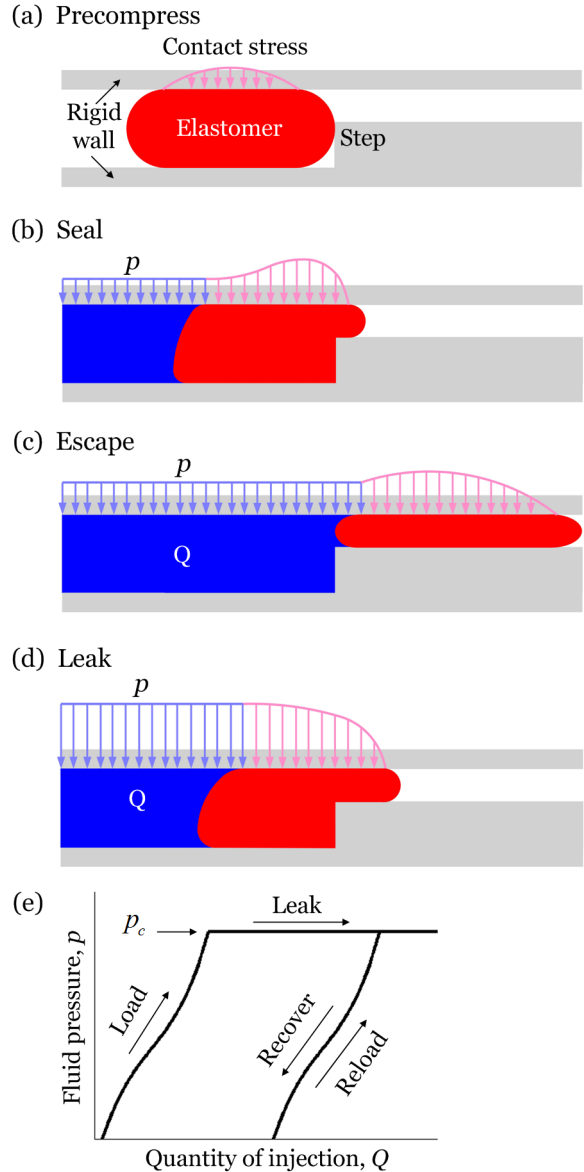 (a) Precompress
Contact stress
Rigid
wall
Elastomer
Step
(b) Seal
p
(c) Escape
p
Q
(d) Leak
p
Q
(e)
p_c
Leak
Load
Recover
Reload
Fluid pressure, p
Quantity of injection, Q